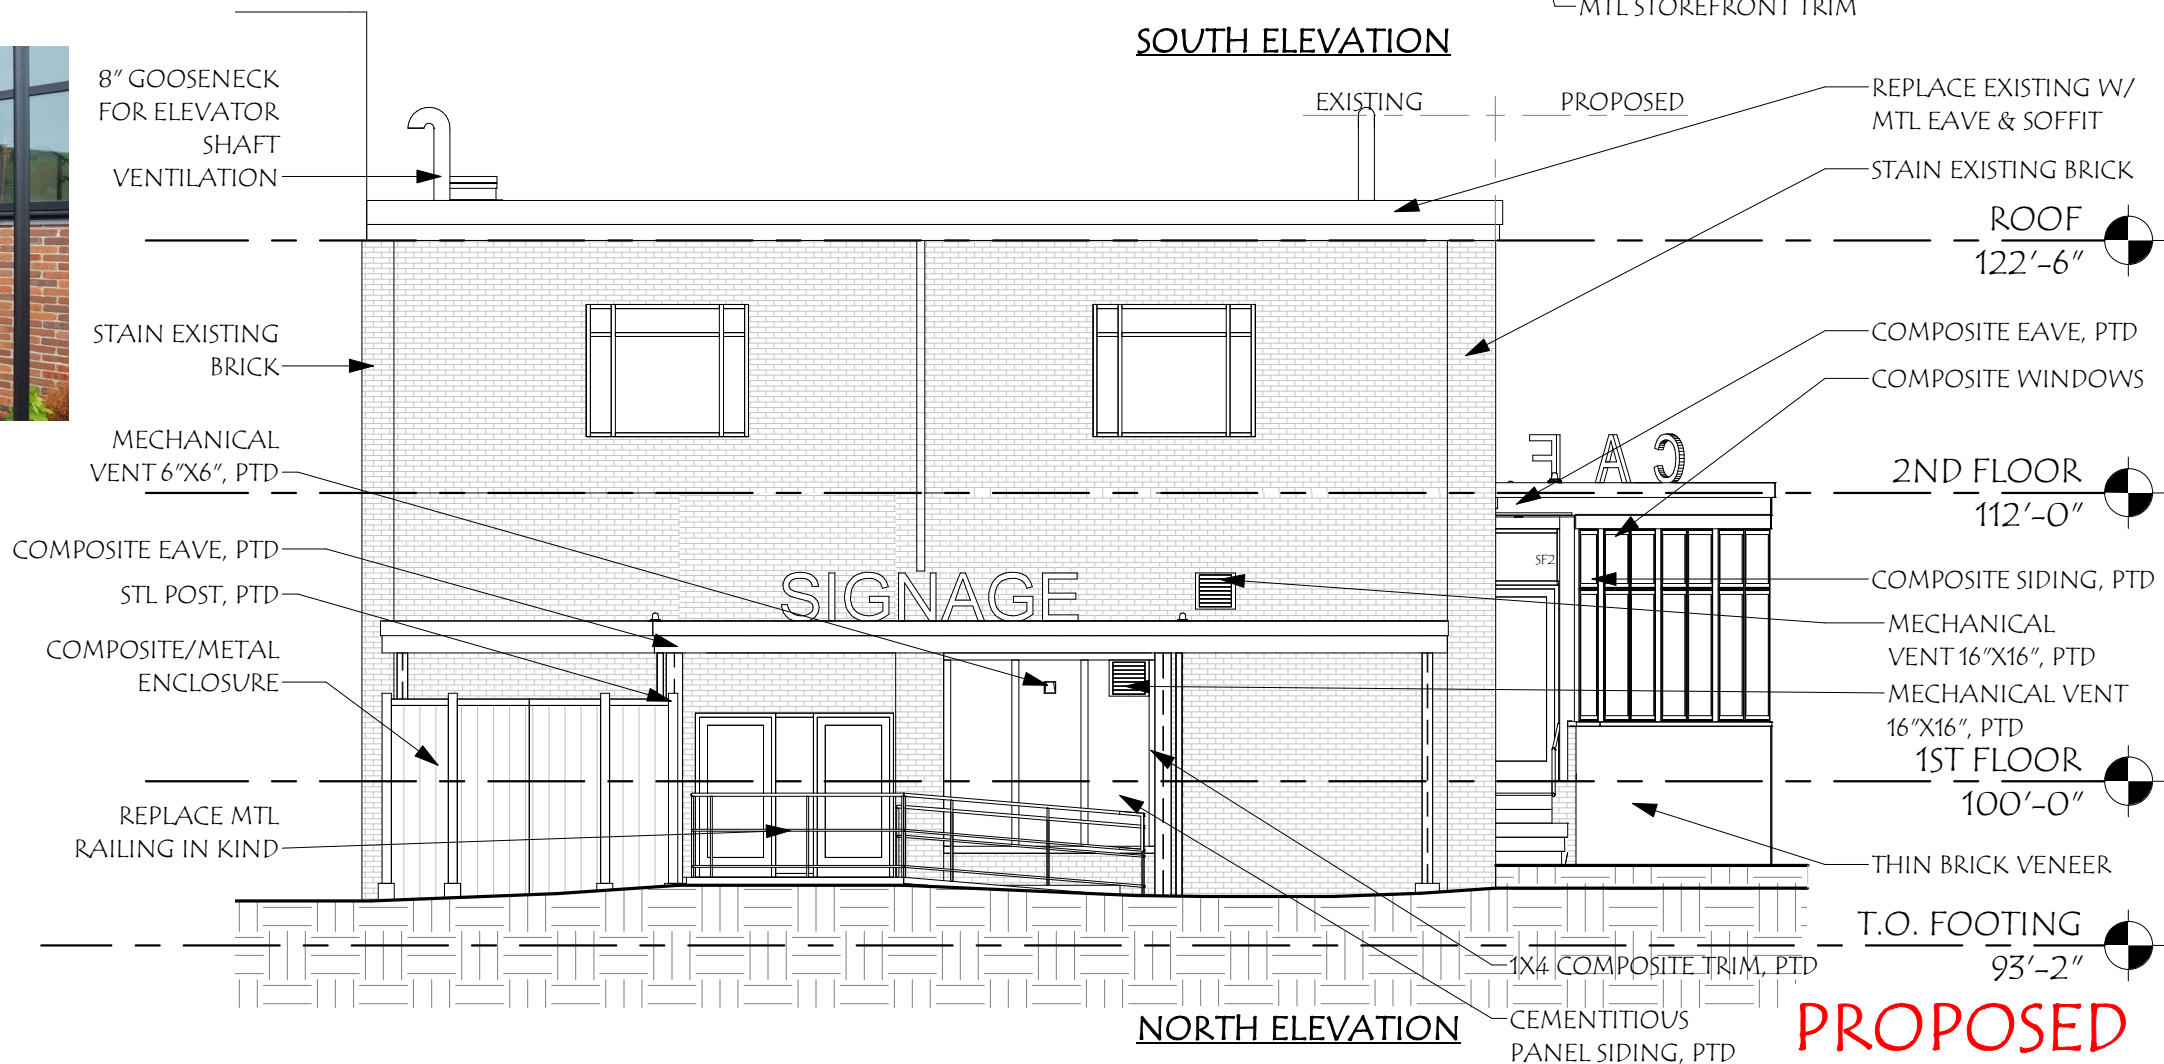 MTL STOREFRONT TRIM
SOUTH ELEVATION
8" GOOSENECK
FOR ELEVATOR
SHAFT
VENTILATION
EXISTING
PROPOSED
REPLACE EXISTING W/
MTL EAVE & SOFFIT
STAIN EXISTING BRICK
ROOF
122'-6"
STAIN EXISTING
BRICK
COMPOSITE EAVE, PTD
COMPOSITE WINDOWS
MECHANICAL
VENT 6"X6", PTD
CAF
2ND FLOOR
112'-0"
COMPOSITE EAVE, PTD
STL POST, PTD
SF2
COMPOSITE SIDING, PTD
SIGNAGE
MECHANICAL
VENT 16"X16", PTD
COMPOSITE/METAL
ENCLOSURE
MECHANICAL VENT
16"X16", PTD
1ST FLOOR
100'-0"
REPLACE MTL
RAILING IN KIND
THIN BRICK VENEER
T.O. FOOTING
93'-2"
1X4 COMPOSITE TRIM, PTD
NORTH ELEVATION
CEMENTITIOUS
PANEL SIDING, PTD
PROPOSED